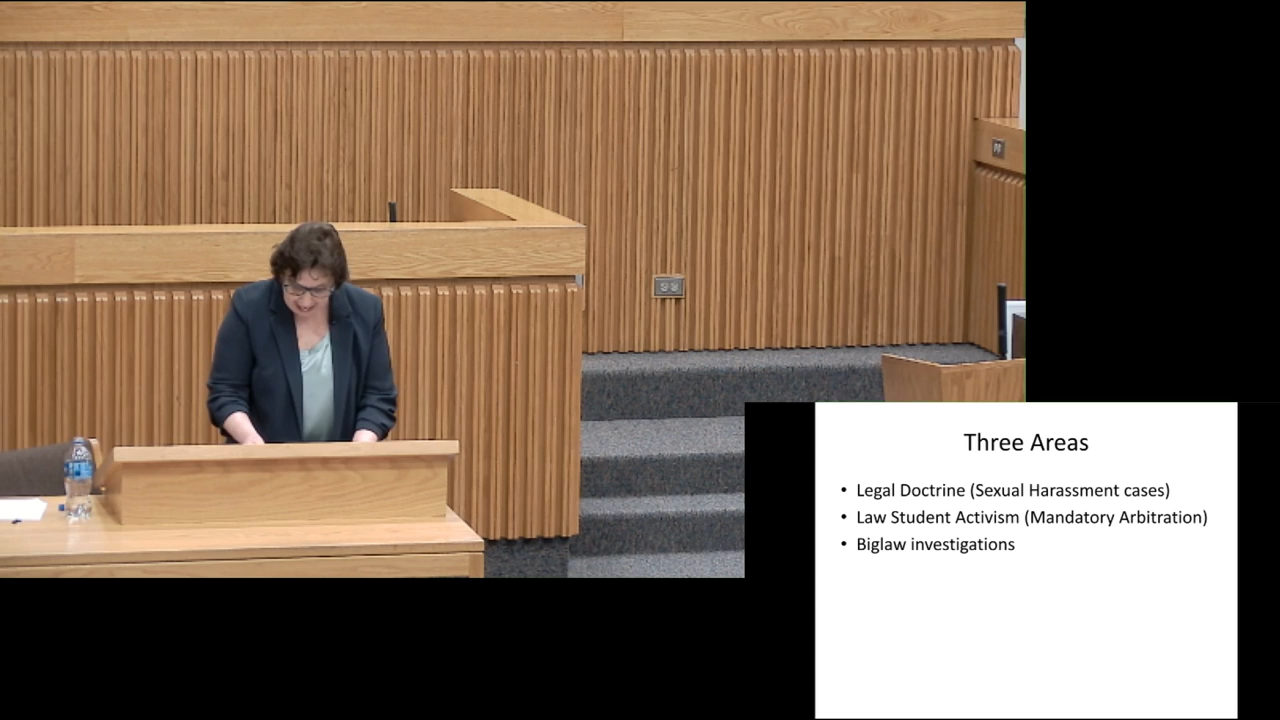 Three Areas
• Legal Doctrine (Sexual Harassment cases)
• Law Student Activism (Mandatory Arbitration)
• Biglaw investigations